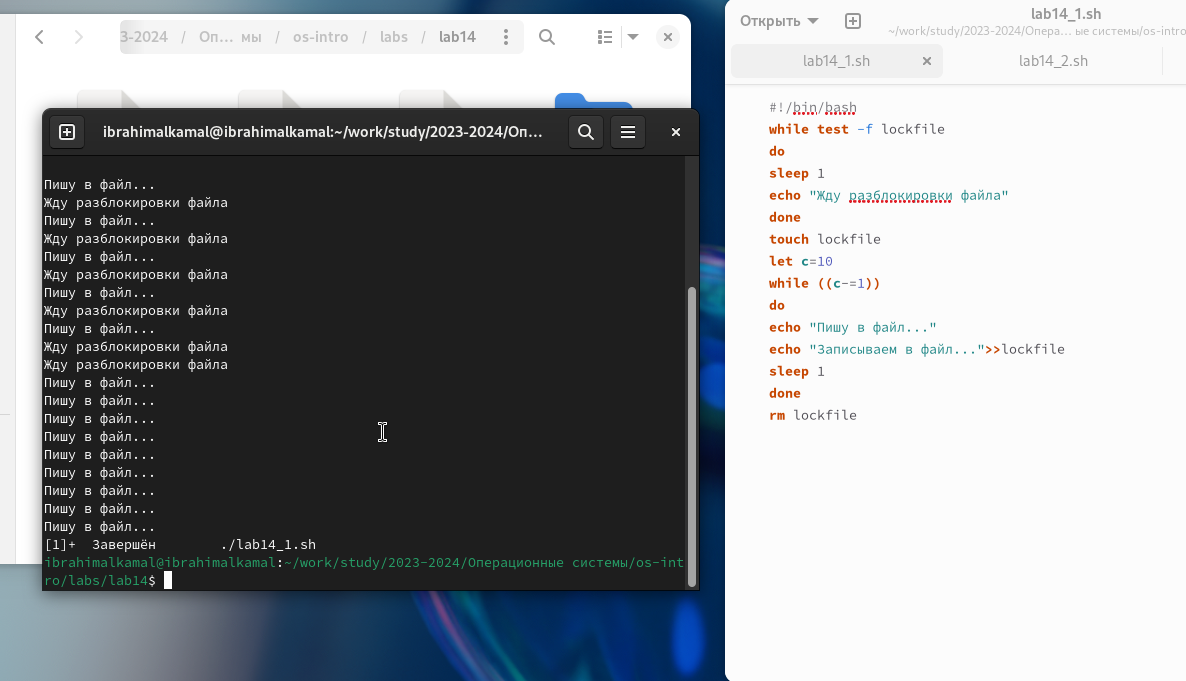 3-2024 / Оп… мы / os-intro / labs / lab14
ibrahimalkamal@ibrahimalkamal:~/work/study/2023-2024/Оп…
Пишу в файл...
Жду разблокировки файла
Пишу в файл...
Жду разблокировки файла
Пишу в файл...
Жду разблокировки файла
Пишу в файл...
Жду разблокировки файла
Пишу в файл...
Жду разблокировки файла
Жду разблокировки файла
Пишу в файл...
Пишу в файл...
Пишу в файл...
Пишу в файл...
Пишу в файл...
Пишу в файл...
Пишу в файл...
Пишу в файл...
Пишу в файл...
[1]+  Завершён        ./lab14_1.sh
ibrahimalkamal@ibrahimalkamal:~/work/study/2023-2024/Операционные системы/os-int
ro/labs/lab14$
Открыть
lab14_1.sh
~/work/study/2023-2024/Опера… ые системы/os-intro
lab14_1.sh
lab14_2.sh
#!/bin/bash
while test -f lockfile
do
sleep 1
echo "Жду разблокировки файла"
done
touch lockfile
let c=10
while ((c-=1))
do
echo "Пишу в файл..."
echo "Записываем в файл...">>lockfile
sleep 1
done
rm lockfile